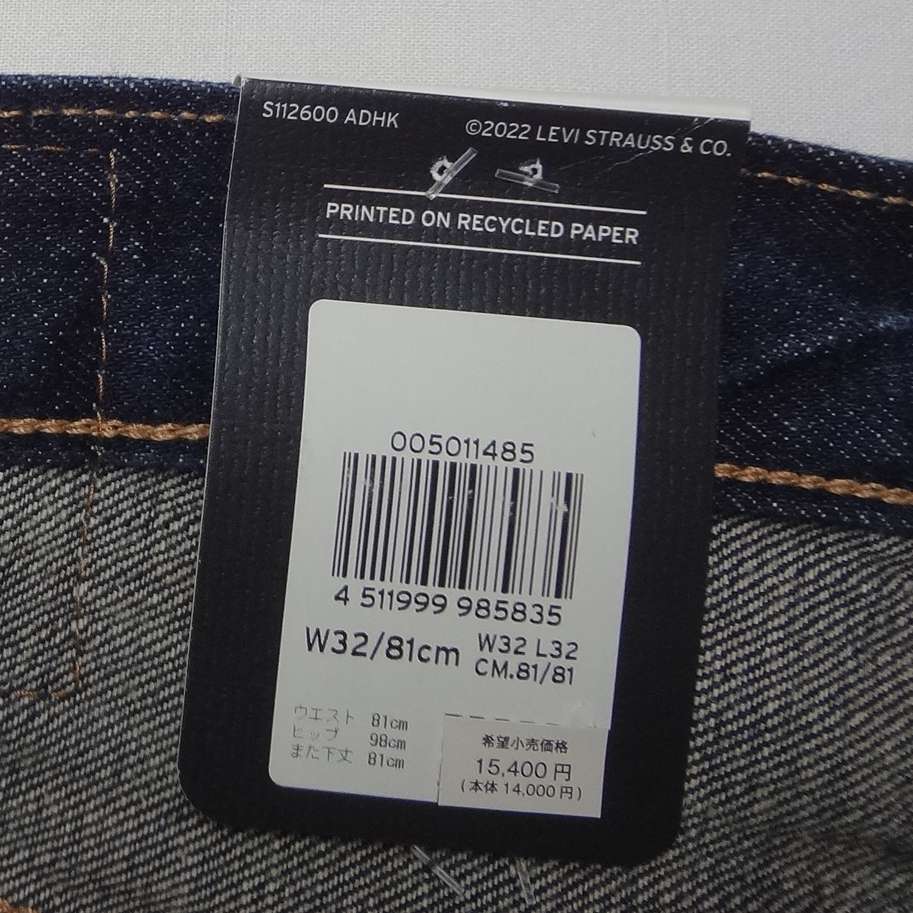 S112600 ADHK
©2022 LEVI STRAUSS & CO.
PRINTED ON RECYCLED PAPER
005011485
4 511999 985835
W32/81cm
W32 L32
CM.81/81
ウエスト 81cm
ヒップ 98cm
また下丈 81cm
希望小売価格
15,400円
(本体 14,000円)